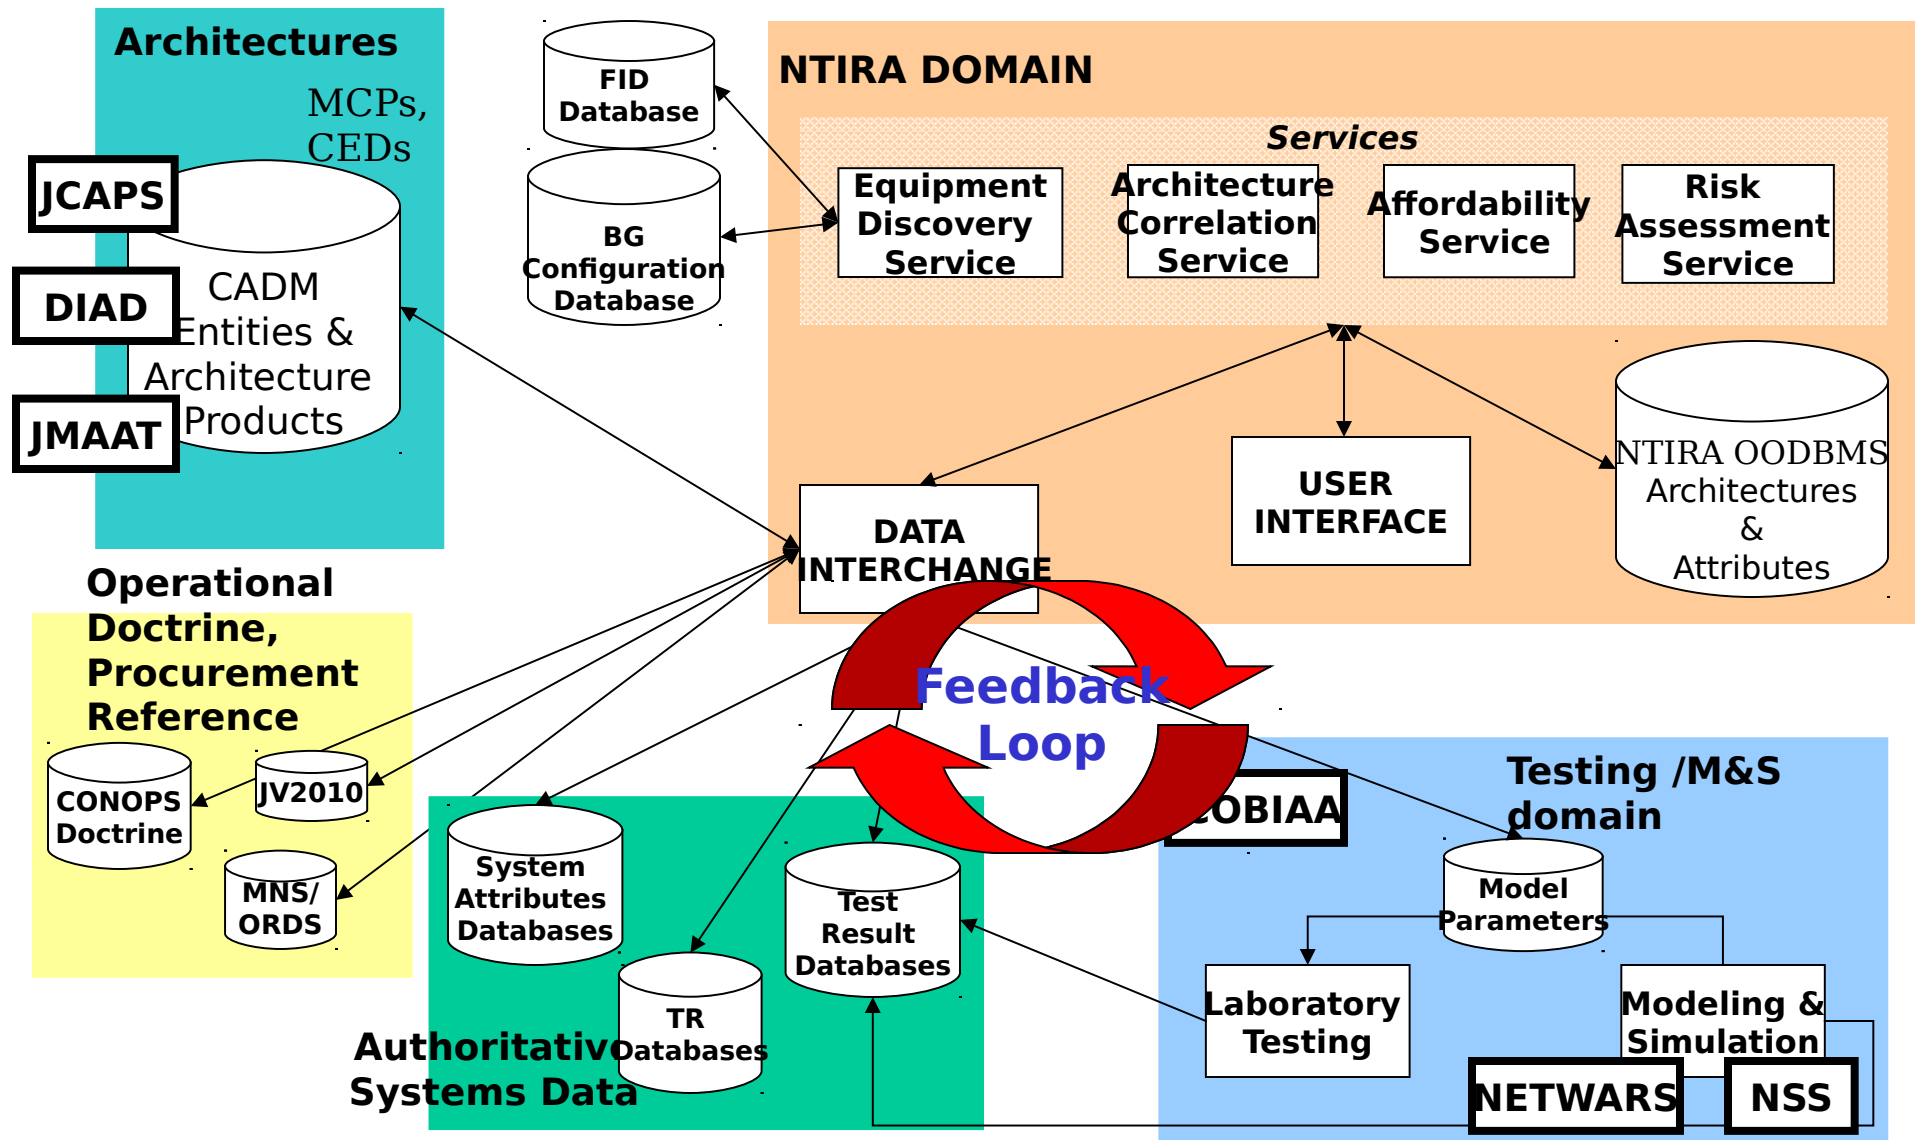 Architectures
MCPs,
CEDs
JCAPS
DIAD
JMAAT
CADM
Entities &
Architecture
Products
FID
Database
BG
Configuration
Database
NTIRA DOMAIN
Services
Equipment
Discovery
Service
Architecture
Correlation
Service
Affordability
Service
Risk
Assessment
Service
DATA
INTERCHANGE
USER
INTERFACE
NTIRA OODBMS
Architectures
&
Attributes
Operational
Doctrine,
Procurement
Reference
CONOPS
Doctrine
JV2010
MNS/
ORDS
Feedback
Loop
System
Attributes
Databases
TR
Databases
Test
Result
Databases
Authoritative
Systems Data
COBIAA
Testing /M&S
domain
Model
Parameters
Laboratory
Testing
Modeling &
Simulation
NETWARS
NSS